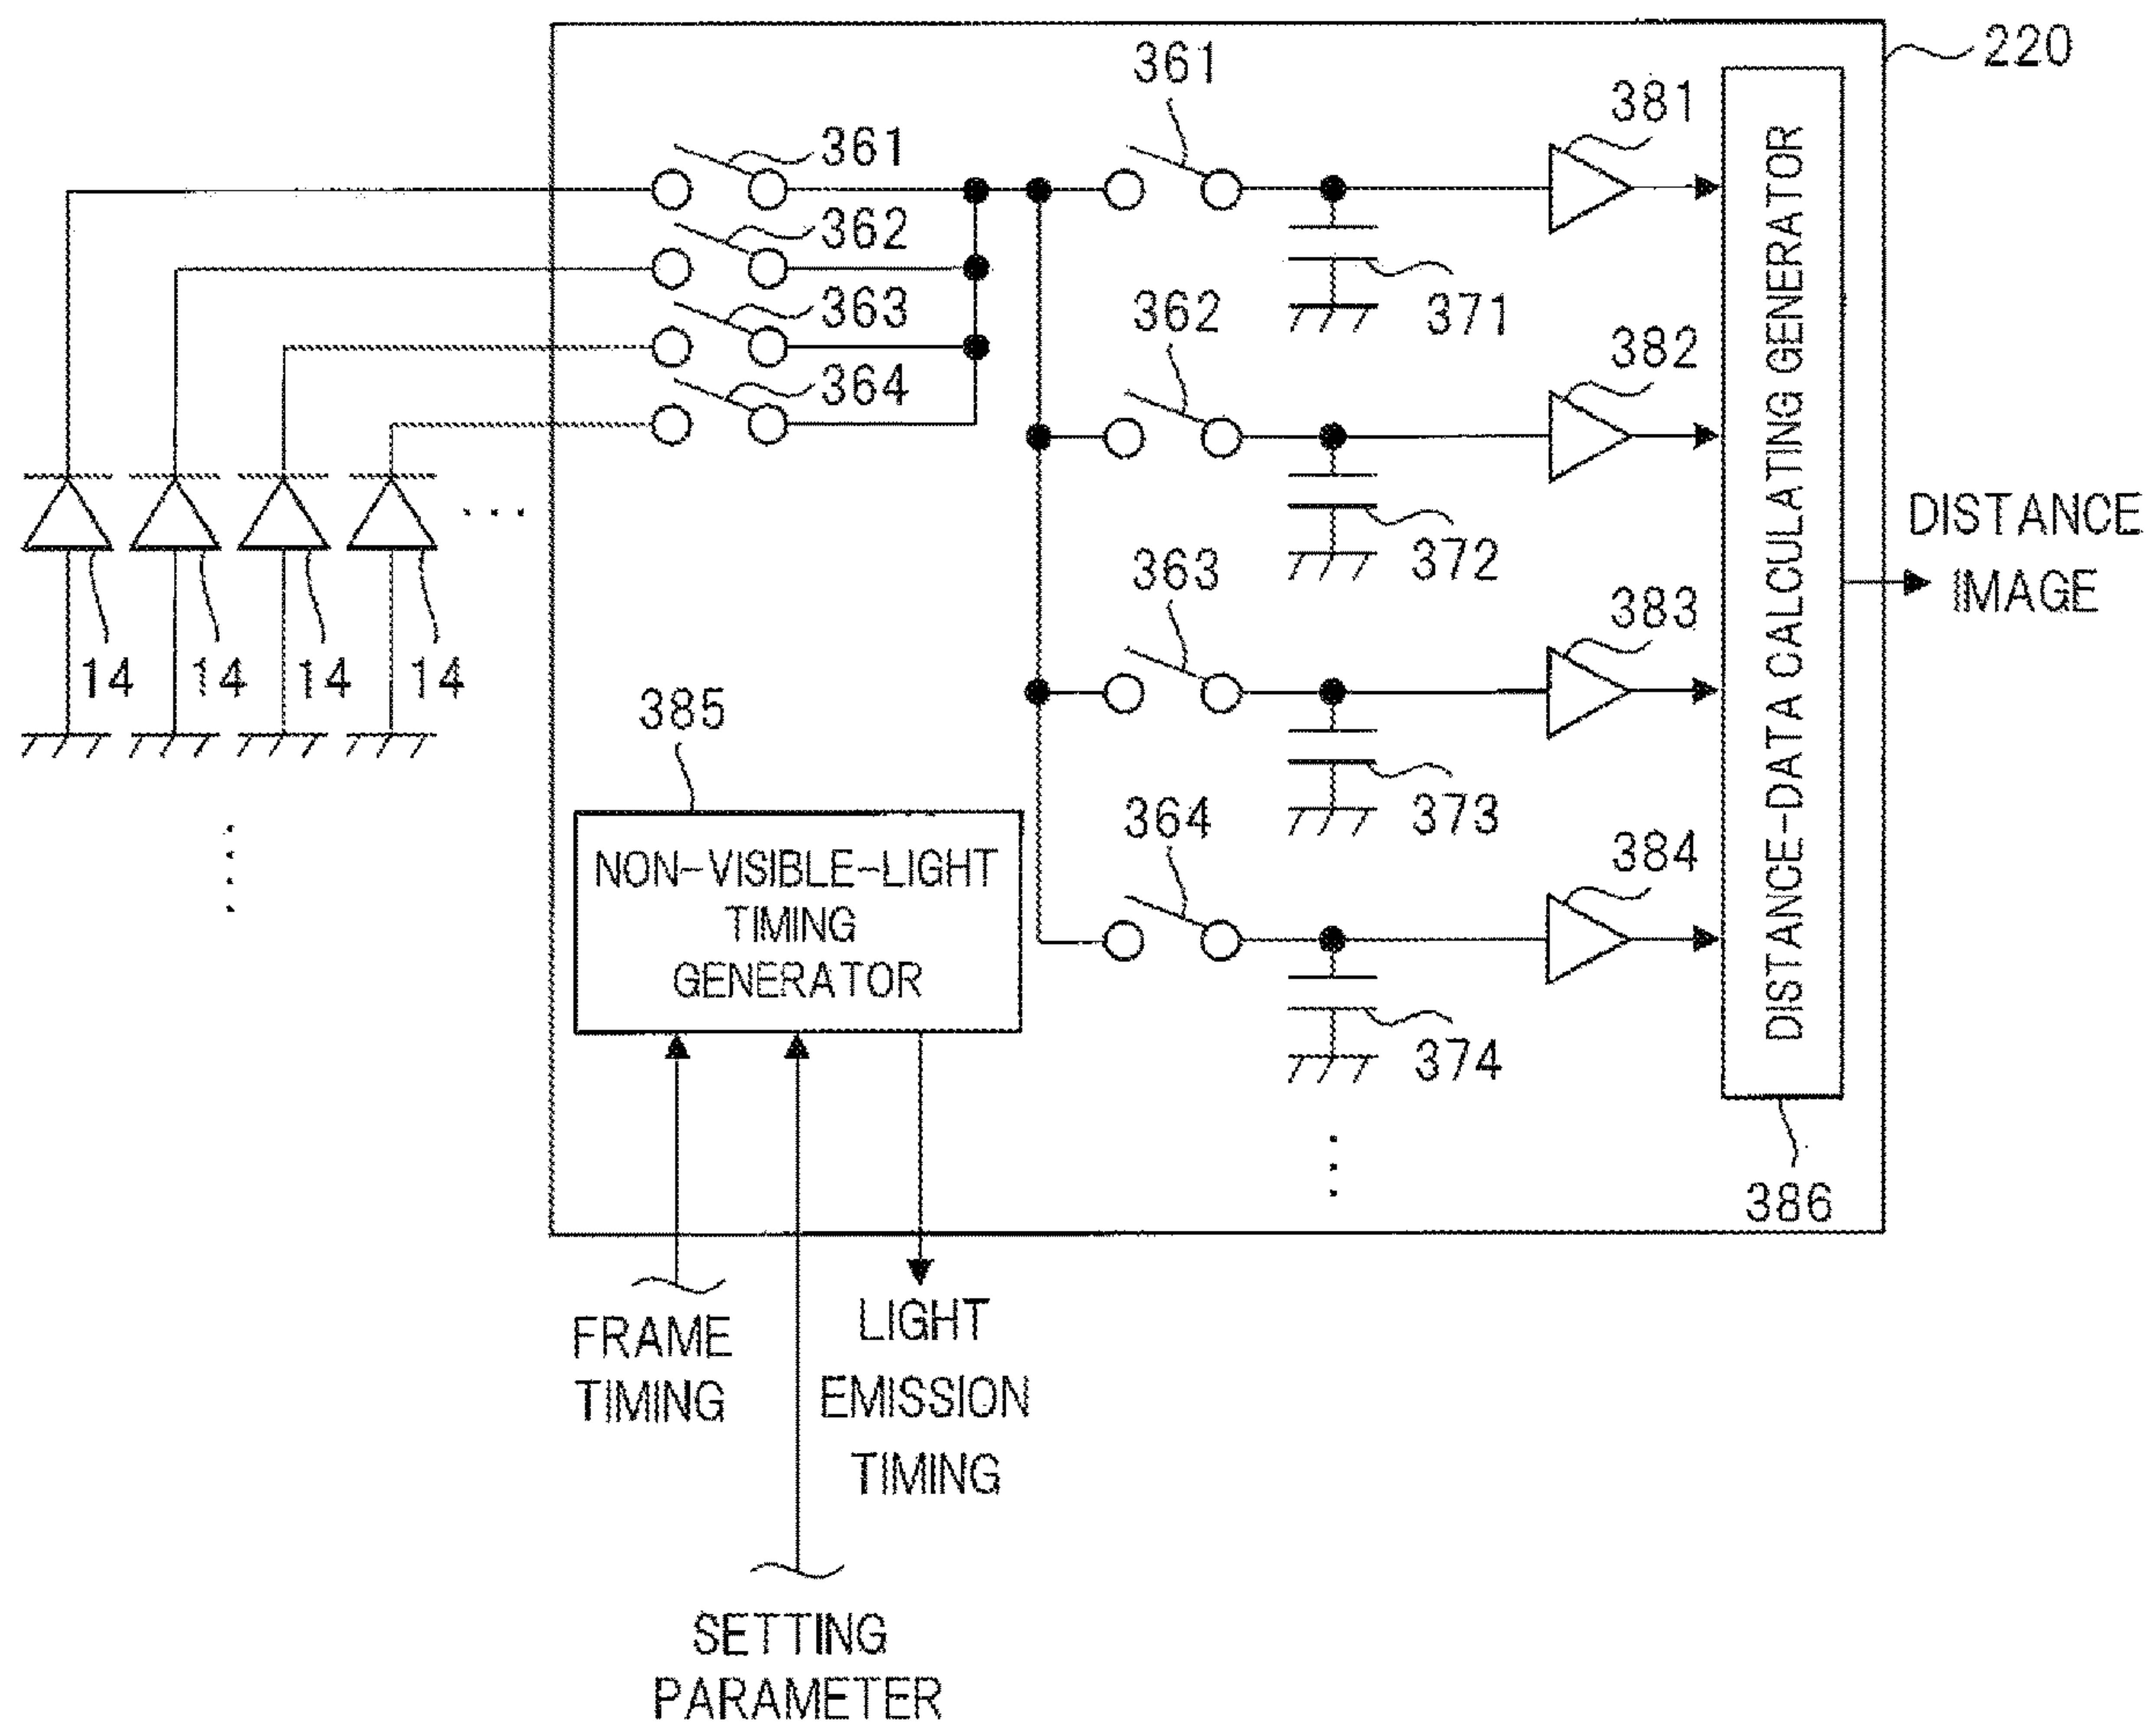 220
361
381
361
362
363
364
371
362
382
372
DISTANCE
IMAGE
363
383
14 14 14 14
385
373
364
384
NON-VISIBLE-LIGHT
TIMING
GENERATOR
DISTANCE-DATA CALCULATING GENERATOR
374
386
FRAME
TIMING
LIGHT
EMISSION
TIMING
SETTING
PARAMETER